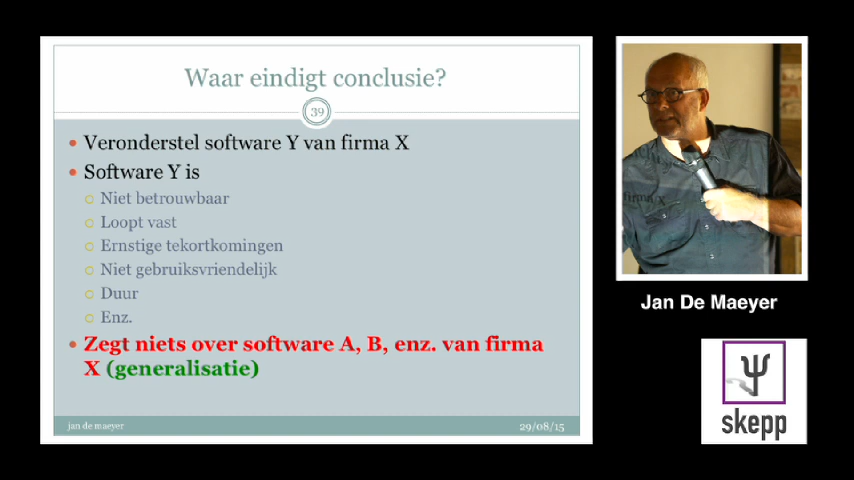 Waar eindigt conclusie?
39
Veronderstel software Y van firma X
Software Y is
Niet betrouwbaar
Loopt vast
Ernstige tekortkomingen
Niet gebruiksvriendelijk
Duur
Enz.
Zegt niets over software A, B, enz. van firma
X (generalisatie)
jan de maeyer
29/08/15
firma X
Jan De Maeyer
skepp